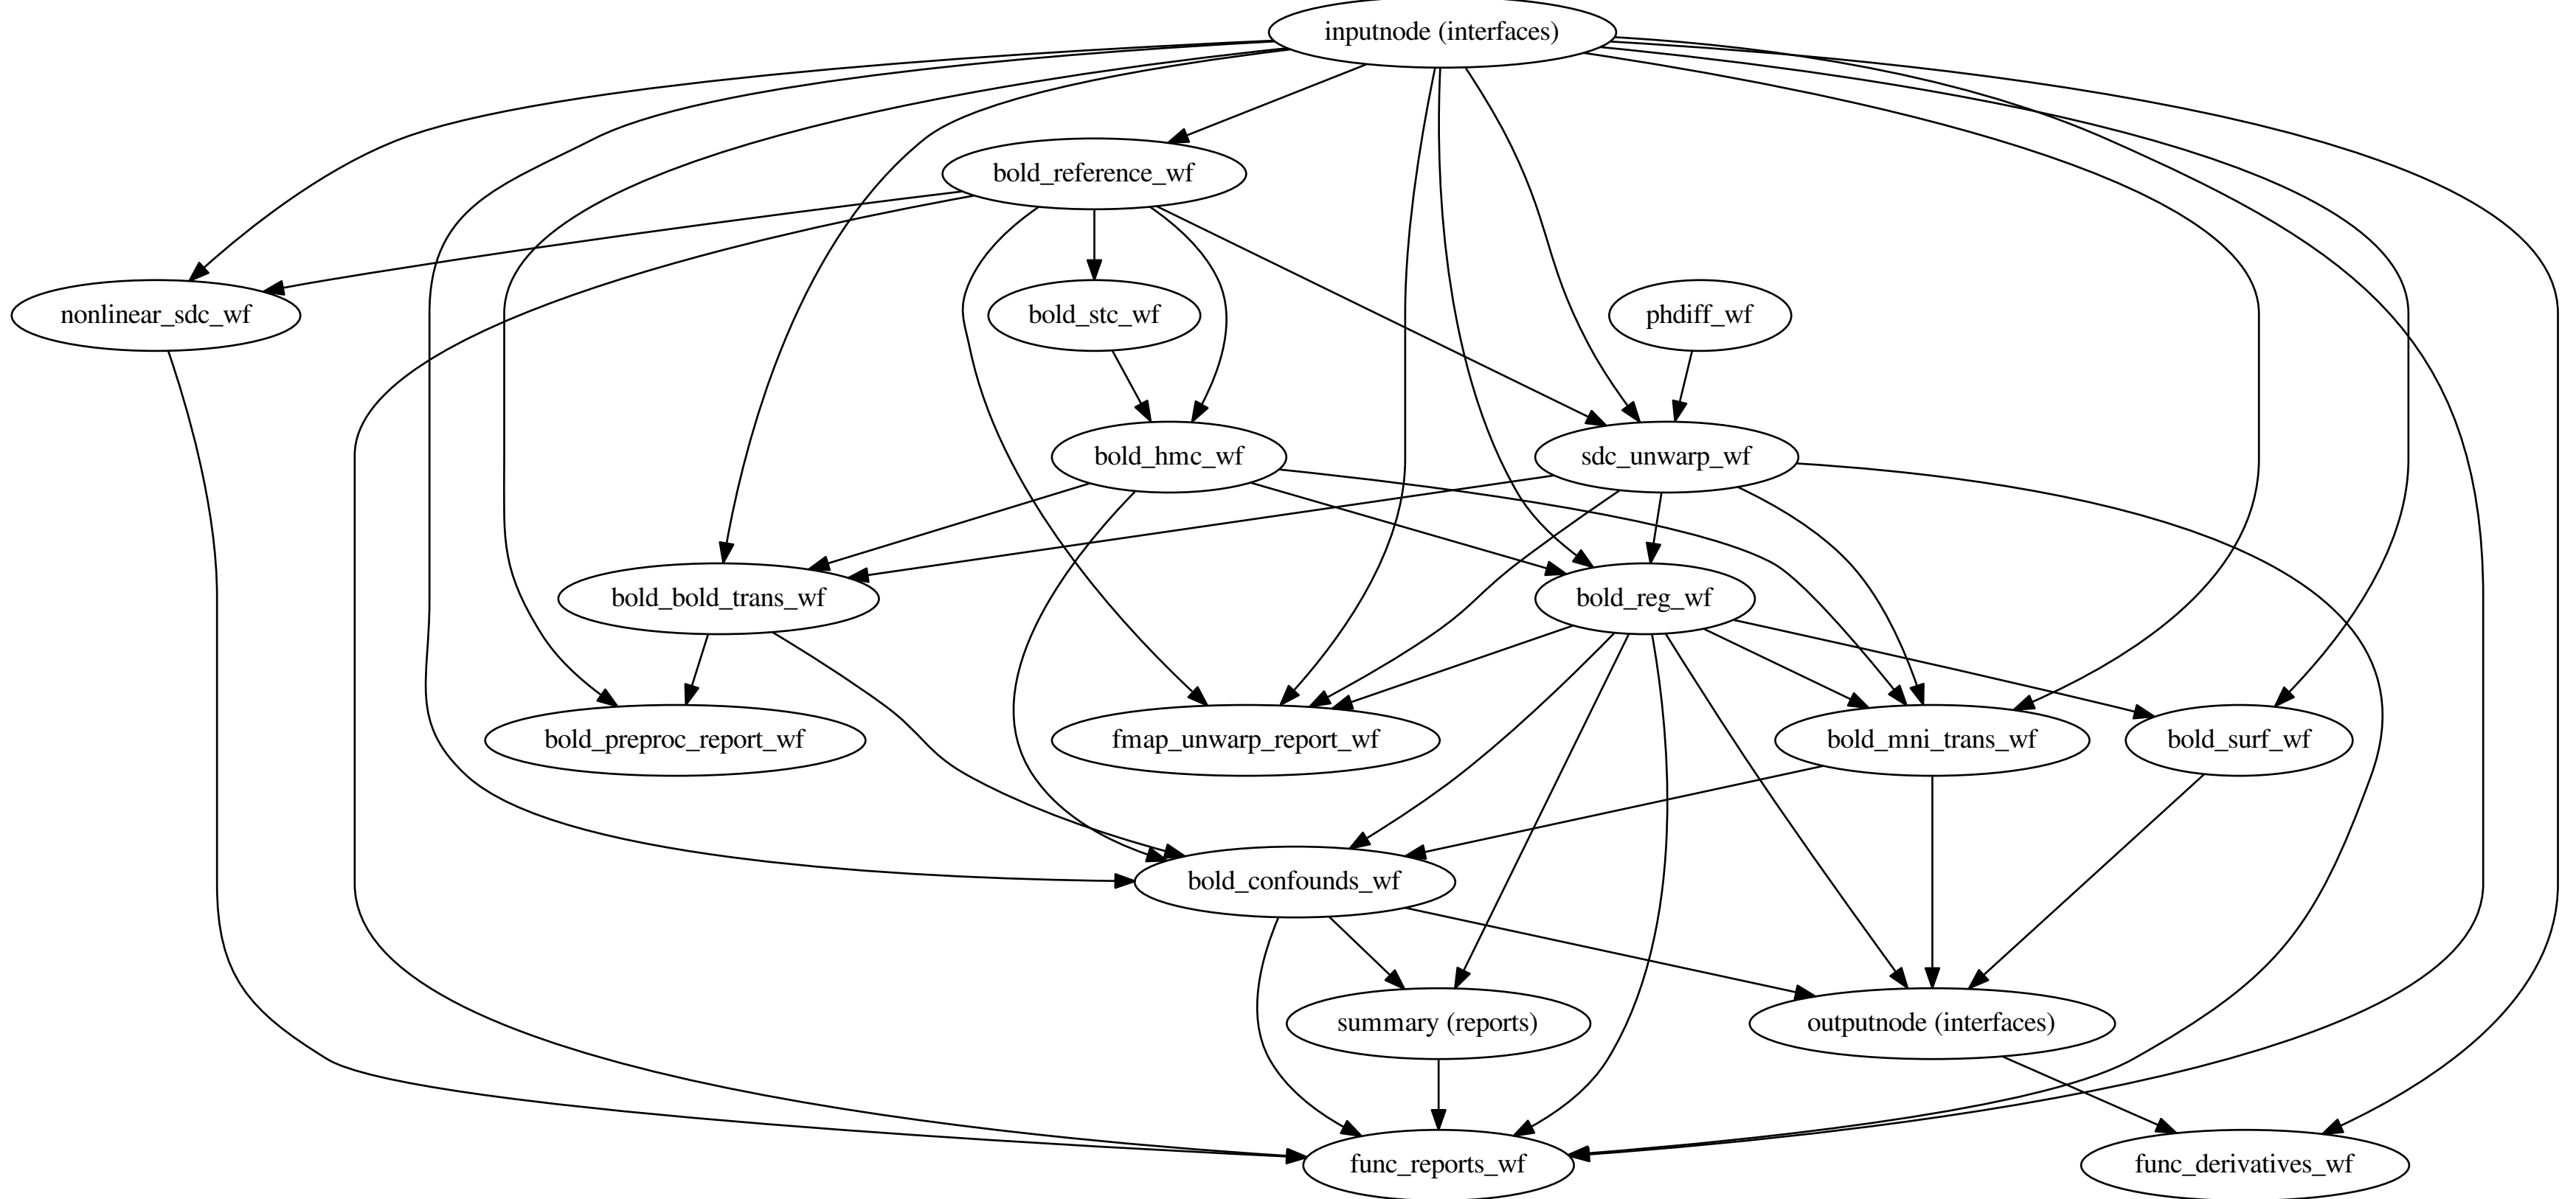 inputnode (interfaces)
bold_reference_wf
nonlinear_sdc_wf
bold_stc_wf
phdiff_wf
bold_hmc_wf
sdc_unwarp_wf
bold_bold_trans_wf
bold_reg_wf
bold_preproc_report_wf
fmap_unwarp_report_wf
bold_mni_trans_wf
bold_surf_wf
bold_confounds_wf
summary (reports)
outputnode (interfaces)
func_reports_wf
func_derivatives_wf